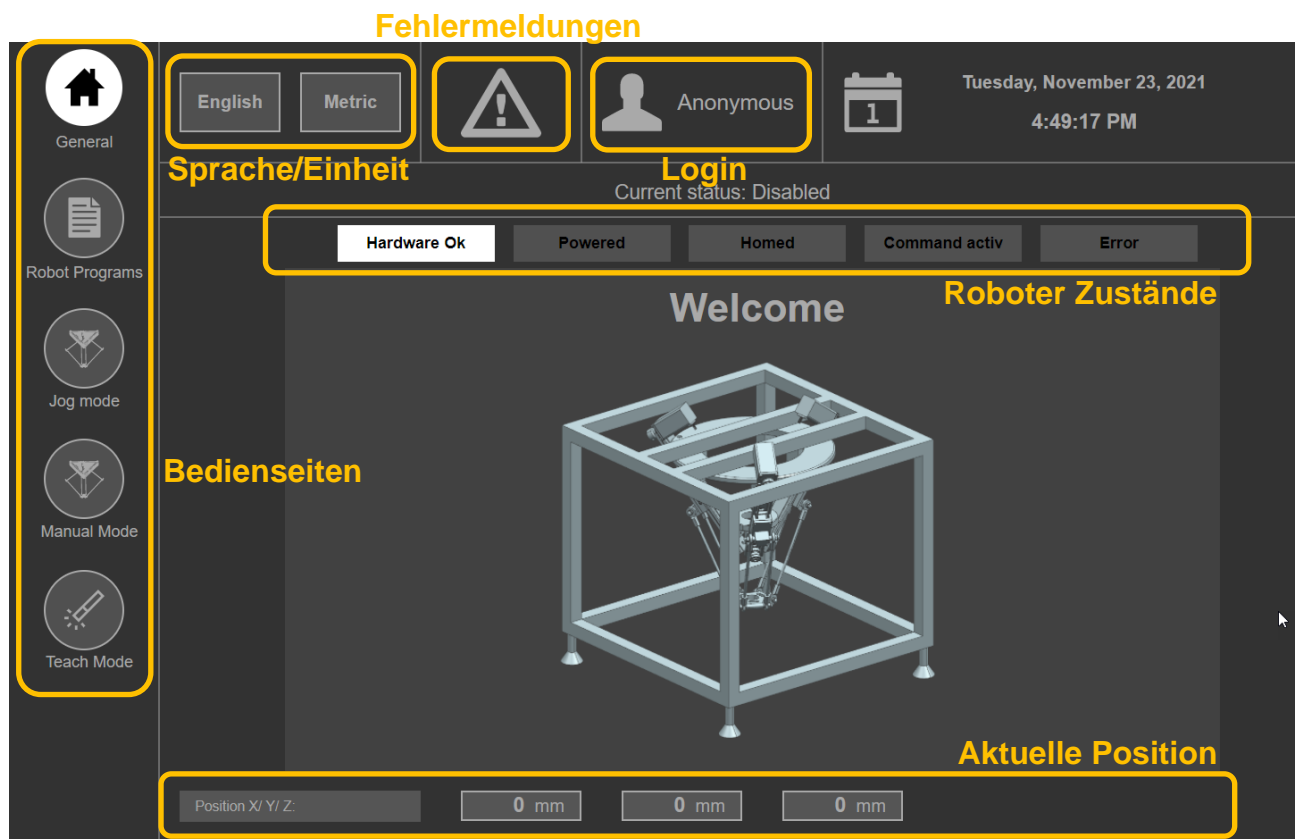 Fehlermeldungen
English
Metric
Anonymous
1
Tuesday, November 23, 2021
4:49:17 PM
Sprache/Einheit
Login
Current status: Disabled
General
Robot Programs
Jog mode
Manual Mode
Teach Mode
Bedienseiten
Hardware Ok
Powered
Homed
Command activ
Error
Roboter Zustände
Welcome
Aktuelle Position
Position X/ Y/ Z:
0 mm
0 mm
0 mm